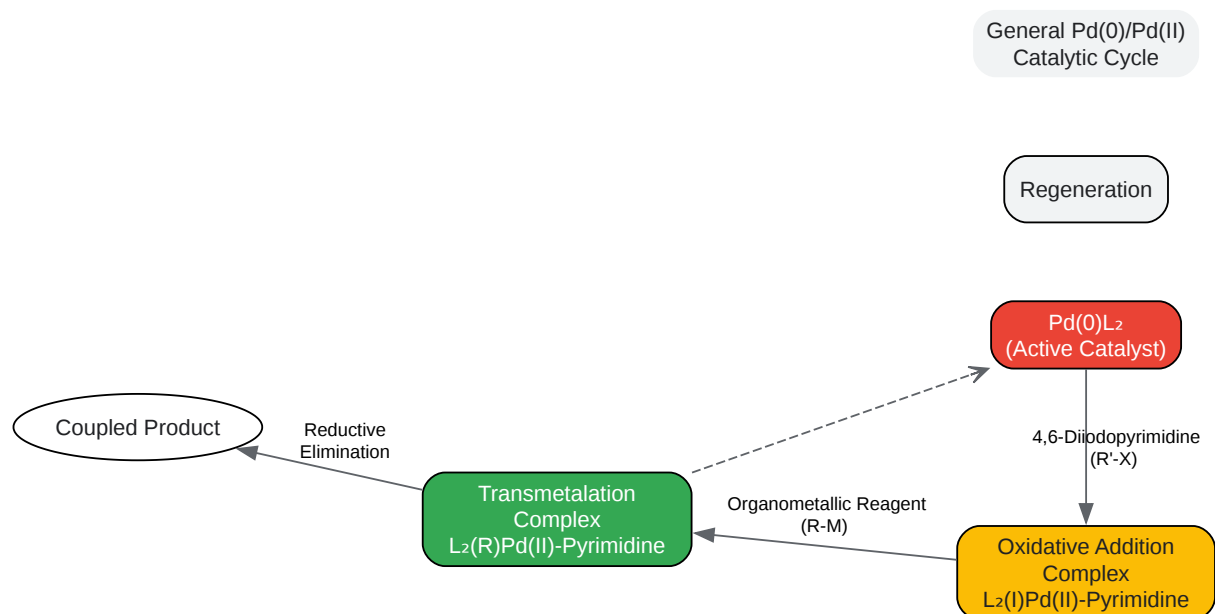 General Pd(0)/Pd(II)
Catalytic Cycle
Regeneration
Pd(0)L₂
(Active Catalyst)
4,6-Diiodopyrimidine
(R'-X)
Coupled Product
Reductive
Elimination
Transmetalation
Complex
L₂(R)Pd(II)-Pyrimidine
Organometallic Reagent
(R-M)
Oxidative Addition
Complex
L₂(I)Pd(II)-Pyrimidine